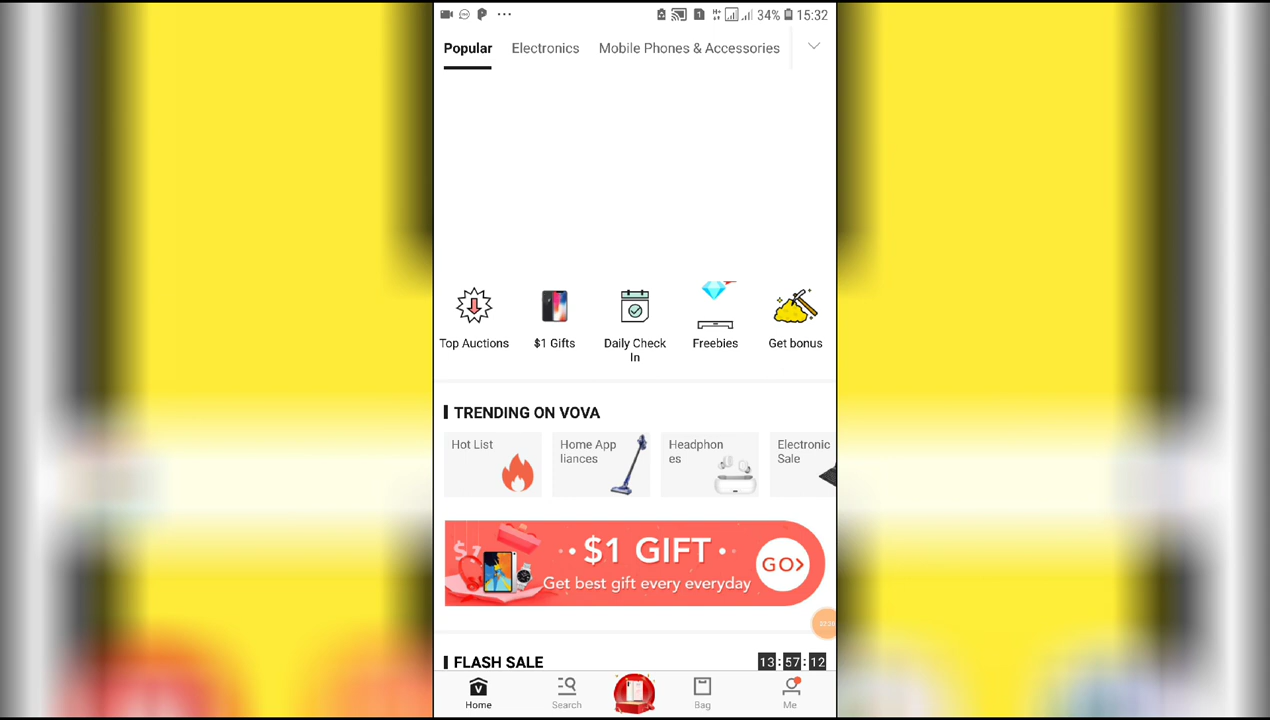 34% 15:32
Popular Electronics Mobile Phones & Accessories
Top Auctions $1 Gifts Daily Check In Freebies Get bonus
TRENDING ON VOVA
Hot List
Home App
liances
Headphon
es
Electronic
Sale
$1 GIFT
Get best gift every everyday
GO>
FLASH SALE 13:57:12
Home Search Bag Me